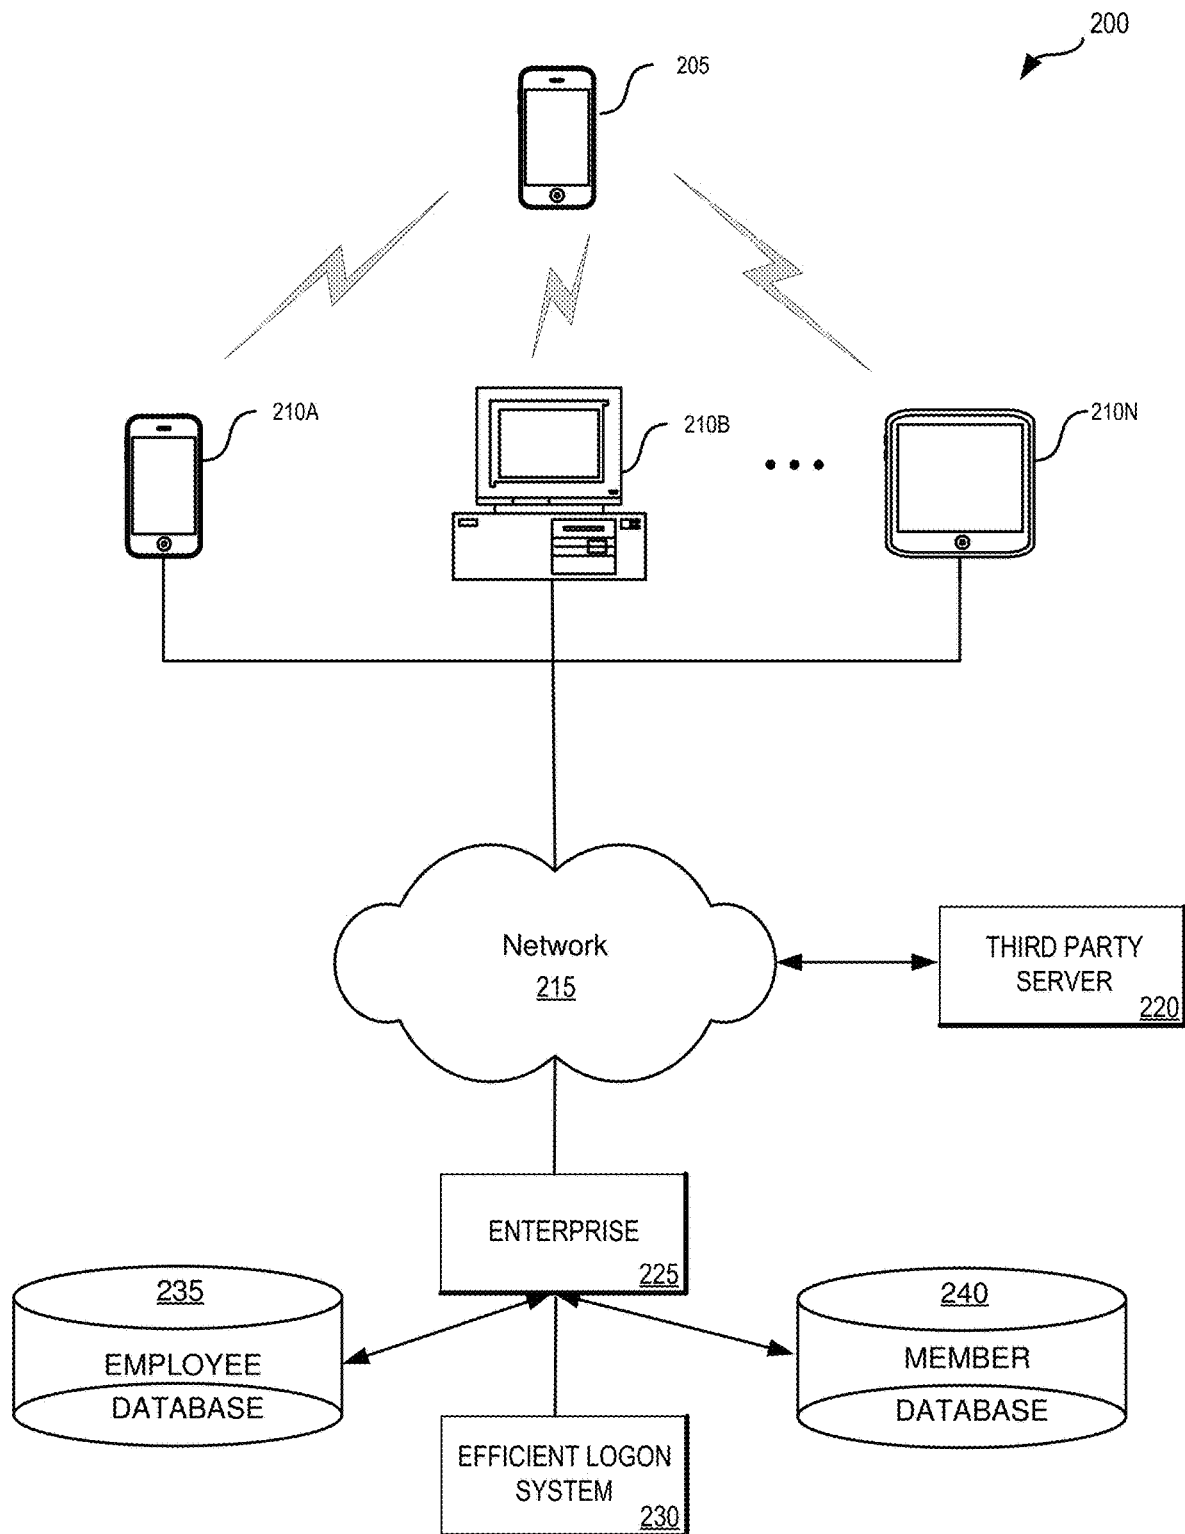 200
205
210A
210B
210N
Network
215
THIRD PARTY
SERVER
220
ENTERPRISE
225
235
EMPLOYEE
DATABASE
240
MEMBER
DATABASE
EFFICIENT LOGON
SYSTEM
230